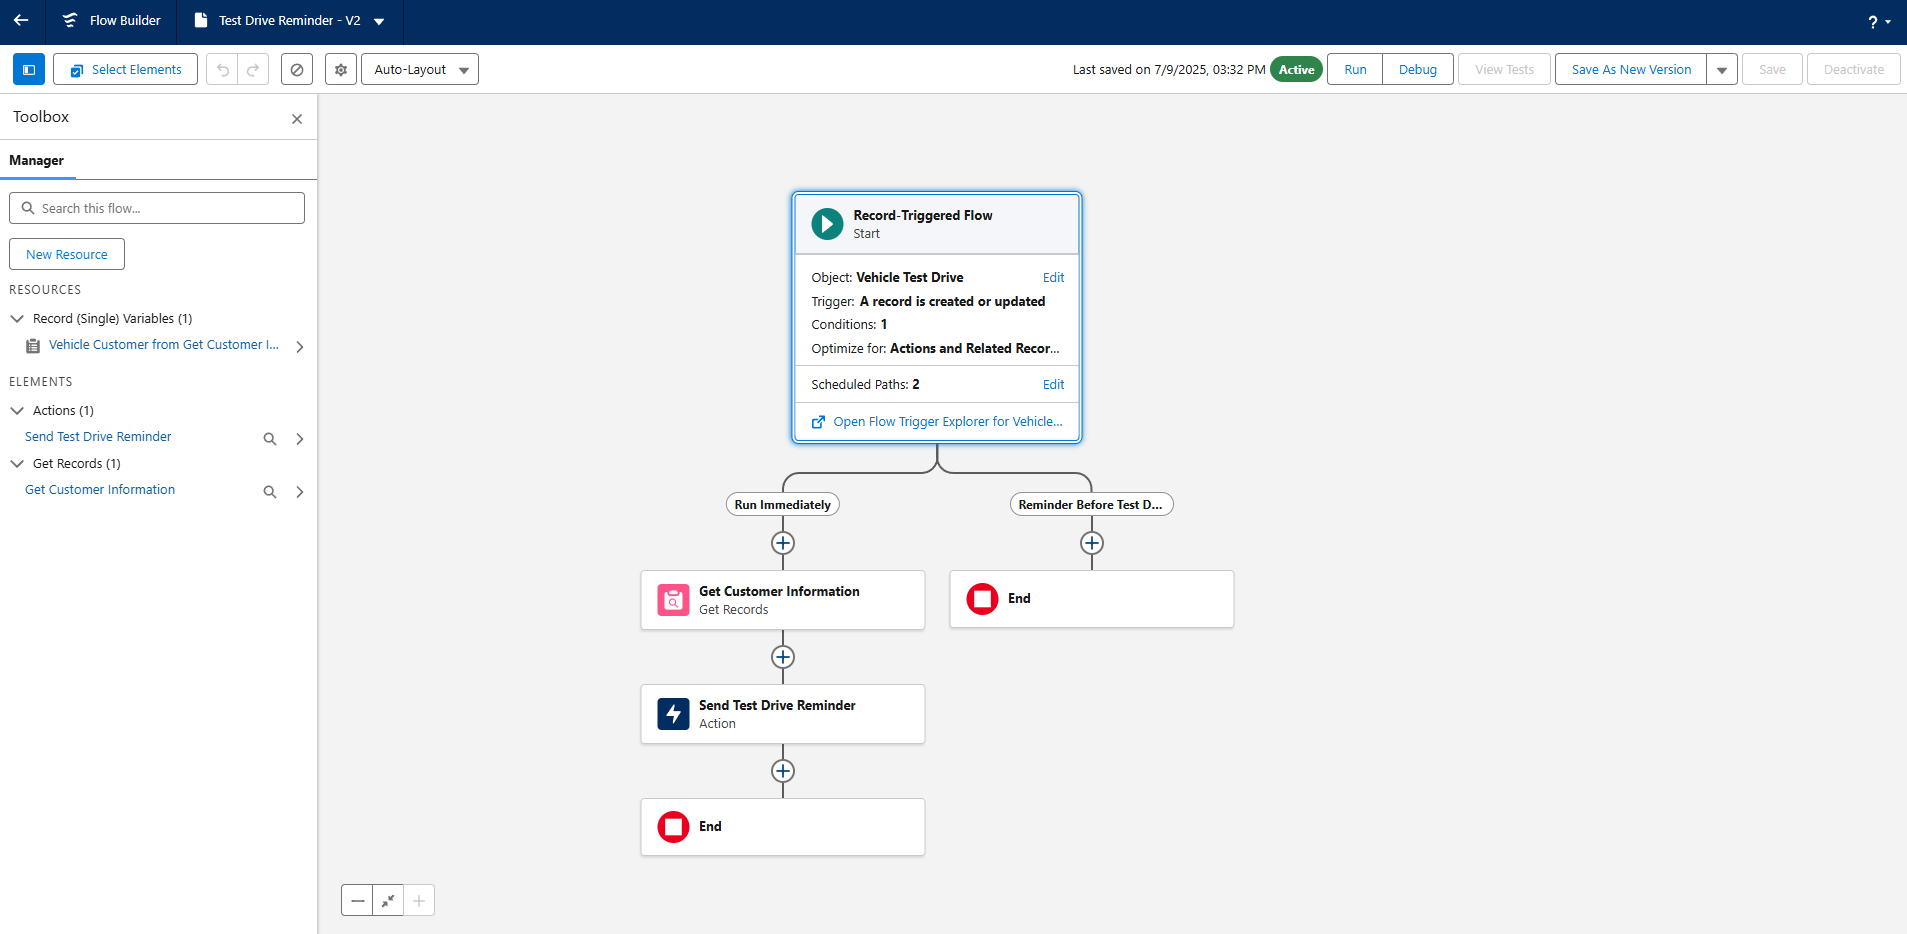 Flow Builder
Test Drive Reminder - V2
?
Select Elements
Auto-Layout
Last saved on 7/9/2025, 03:32 PM
Active
Run
Debug
View Tests
Save As New Version
Save
Deactivate
Toolbox
Manager
Search this flow...
New Resource
RESOURCES
Record (Single) Variables (1)
Vehicle Customer from Get Customer I...
ELEMENTS
Actions (1)
Send Test Drive Reminder
Get Records (1)
Get Customer Information
Record-Triggered Flow
Start
Object: Vehicle Test Drive
Edit
Trigger: A record is created or updated
Conditions: 1
Optimize for: Actions and Related Recor...
Scheduled Paths: 2
Edit
Open Flow Trigger Explorer for Vehicle...
Run Immediately
Reminder Before Test D...
Get Customer Information
Get Records
End
Send Test Drive Reminder
Action
End